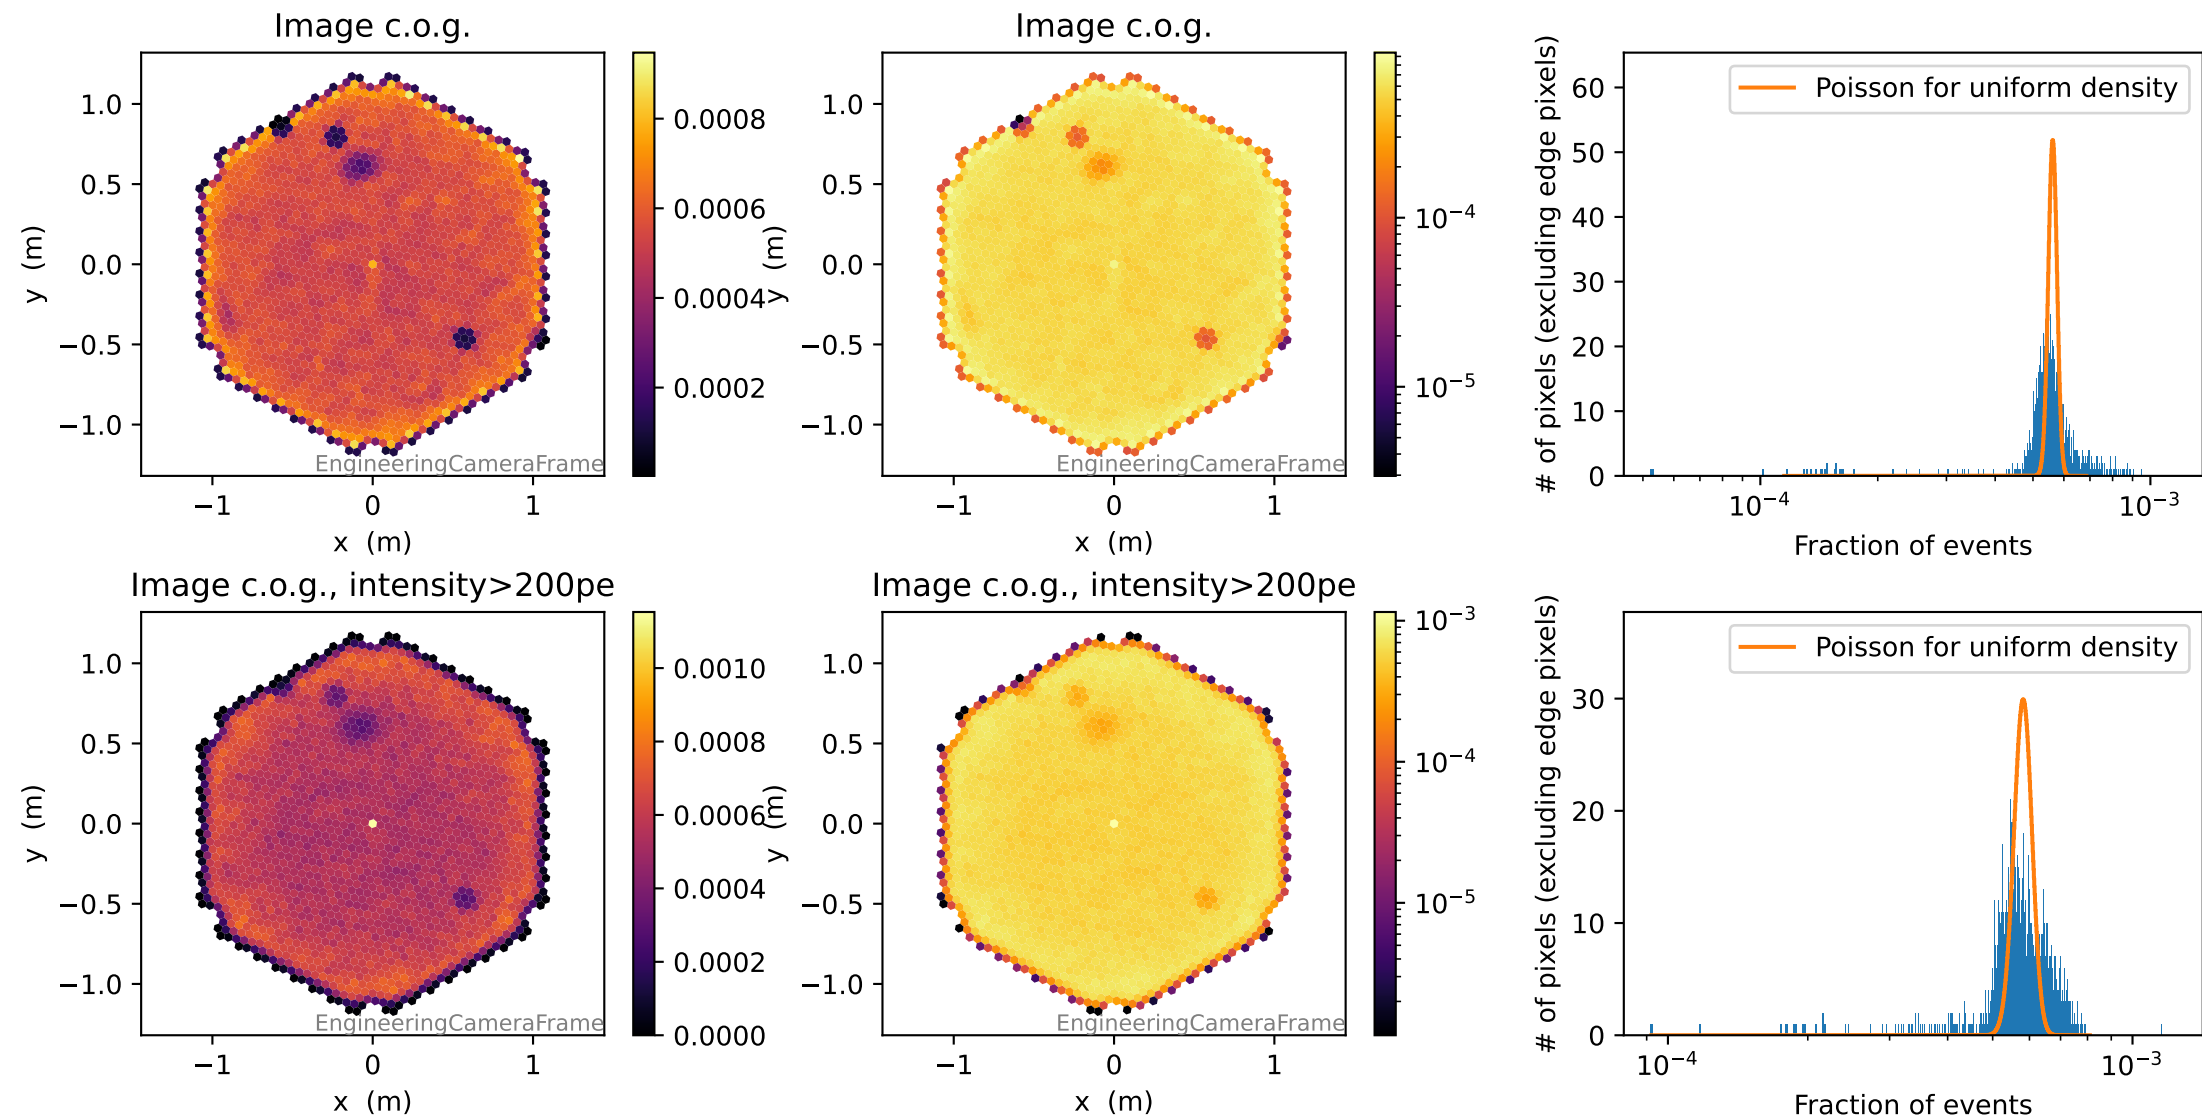 Image c.o.g.
1.0
0.5
0.0
−0.5
−1.0
y (m)
−1 0 1
x (m)
EngineeringCameraFrame
0.0008
0.0006
0.0004
0.0002
Image c.o.g.
1.0
0.5
0.0
−0.5
−1.0
y (m)
−1 0 1
x (m)
EngineeringCameraFrame
10⁻⁴
10⁻⁵
Poisson for uniform density
60
50
40
30
20
10
0
# of pixels (excluding edge pixels)
10⁻⁴ 10⁻³
Fraction of events
Image c.o.g., intensity>200pe
1.0
0.5
0.0
−0.5
−1.0
y (m)
−1 0 1
x (m)
EngineeringCameraFrame
0.0010
0.0008
0.0006
0.0004
0.0002
0.0000
Image c.o.g., intensity>200pe
1.0
0.5
0.0
−0.5
−1.0
y (m)
−1 0 1
x (m)
EngineeringCameraFrame
10⁻³
10⁻⁴
10⁻⁵
Poisson for uniform density
30
20
10
0
# of pixels (excluding edge pixels)
10⁻⁴ 10⁻³
Fraction of events